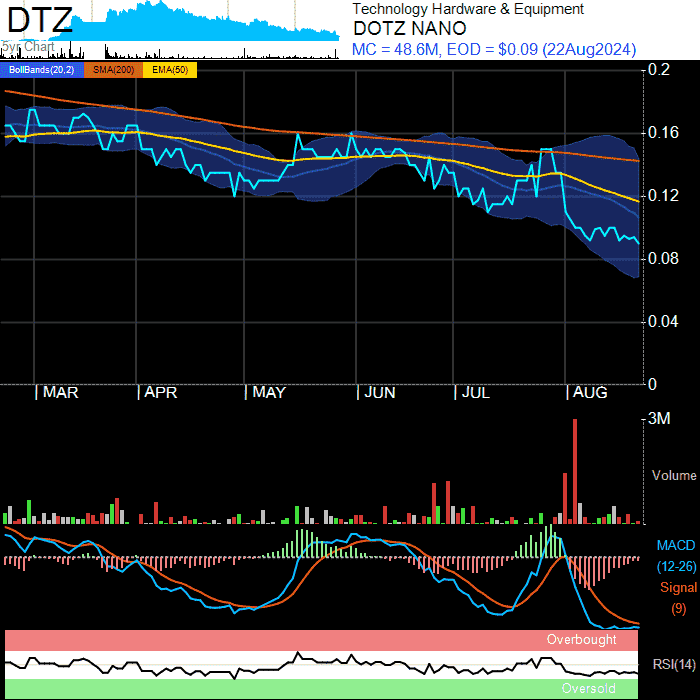 DTZ
5yr Chart
Technology Hardware & Equipment
DOTZ NANO
MC = 48.6M, EOD = $0.09 (22Aug2024)
BollBands(20,2) SMA(200) EMA(50)
0.2
0.16
0.12
0.08
0.04
0
MAR APR MAY JUN JUL AUG
3M
Volume
MACD
(12-26)
Signal
(9)
Overbought
RSI(14)
Oversold